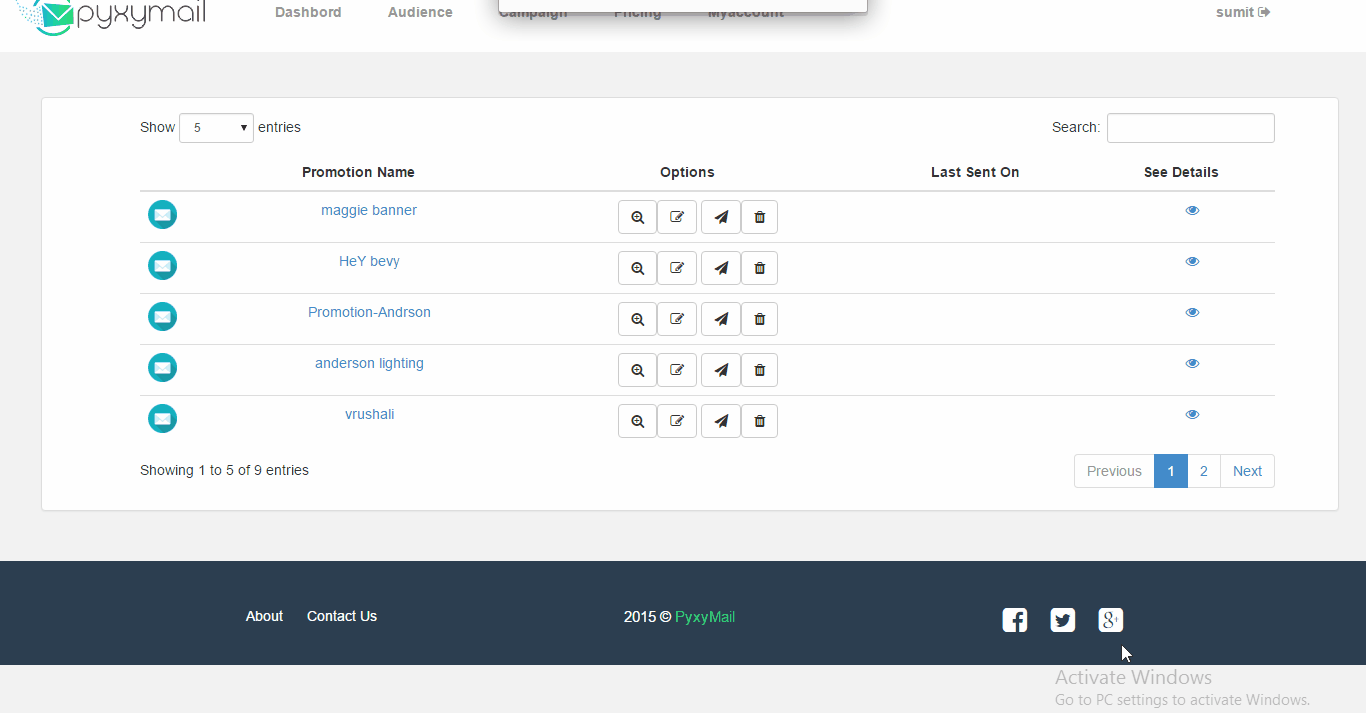 pyxymail
Dashbord Audience Campaign Pricing Myaccount sumit
Show 5 entries Search:
Promotion Name Options Last Sent On See Details
maggie banner
HeY bevy
Promotion-Andrson
anderson lighting
vrushali
Showing 1 to 5 of 9 entries Previous 1 2 Next
About Contact Us 2015 © PyxyMail
Activate Windows
Go to PC settings to activate Windows.